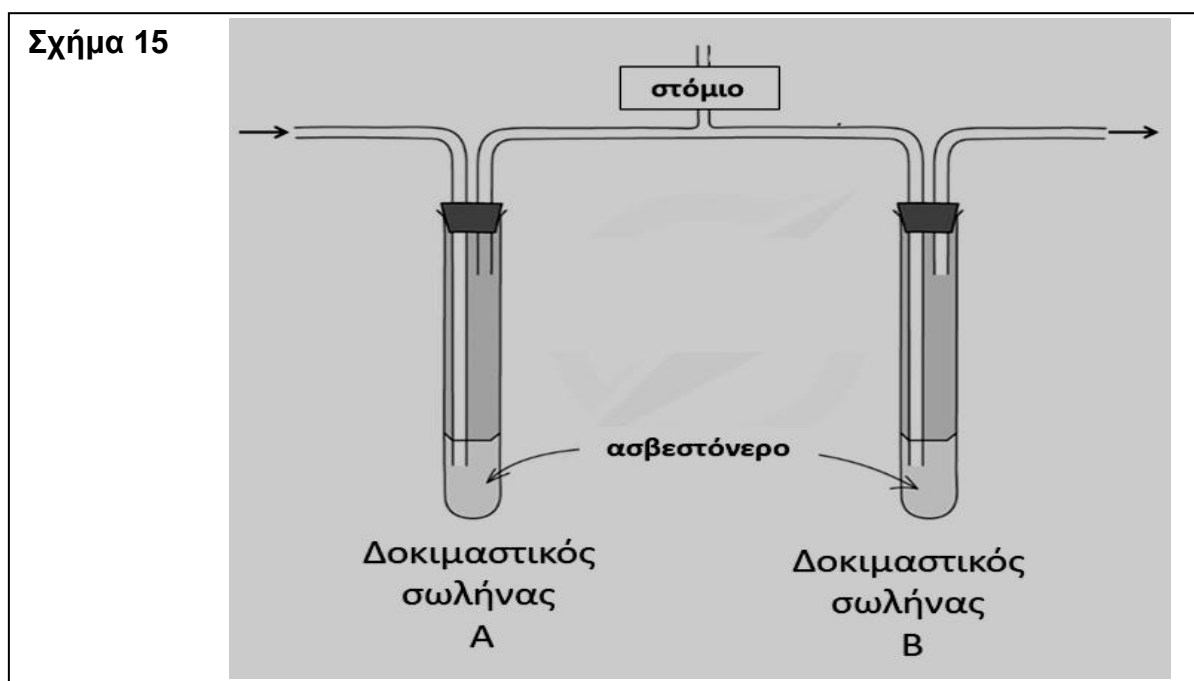 Σχήμα 15
στόμιο
ασβεστόνερο
Δοκιμαστικός
σωλήνας
Α
Δοκιμαστικός
σωλήνας
Β